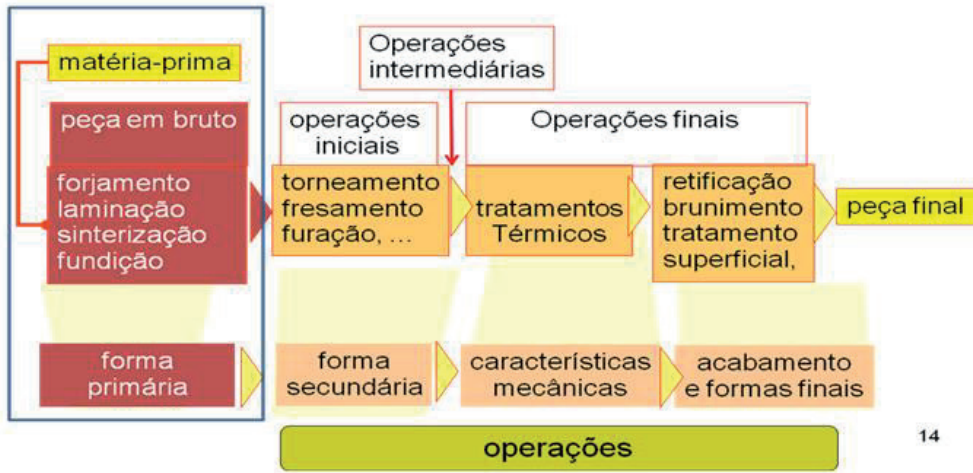 matéria-prima
peça em bruto
forjamento
laminação
sinterização
fundição
forma
primária
Operações
intermediárias
operações
iniciais
torneamento
fresamento
furação, ...
forma
secundária
Operações finais
tratamentos
Térmicos
características
mecânicas
retificação
brunimento
tratamento
superficial,
acabamento
e formas finais
peça final
operações
14